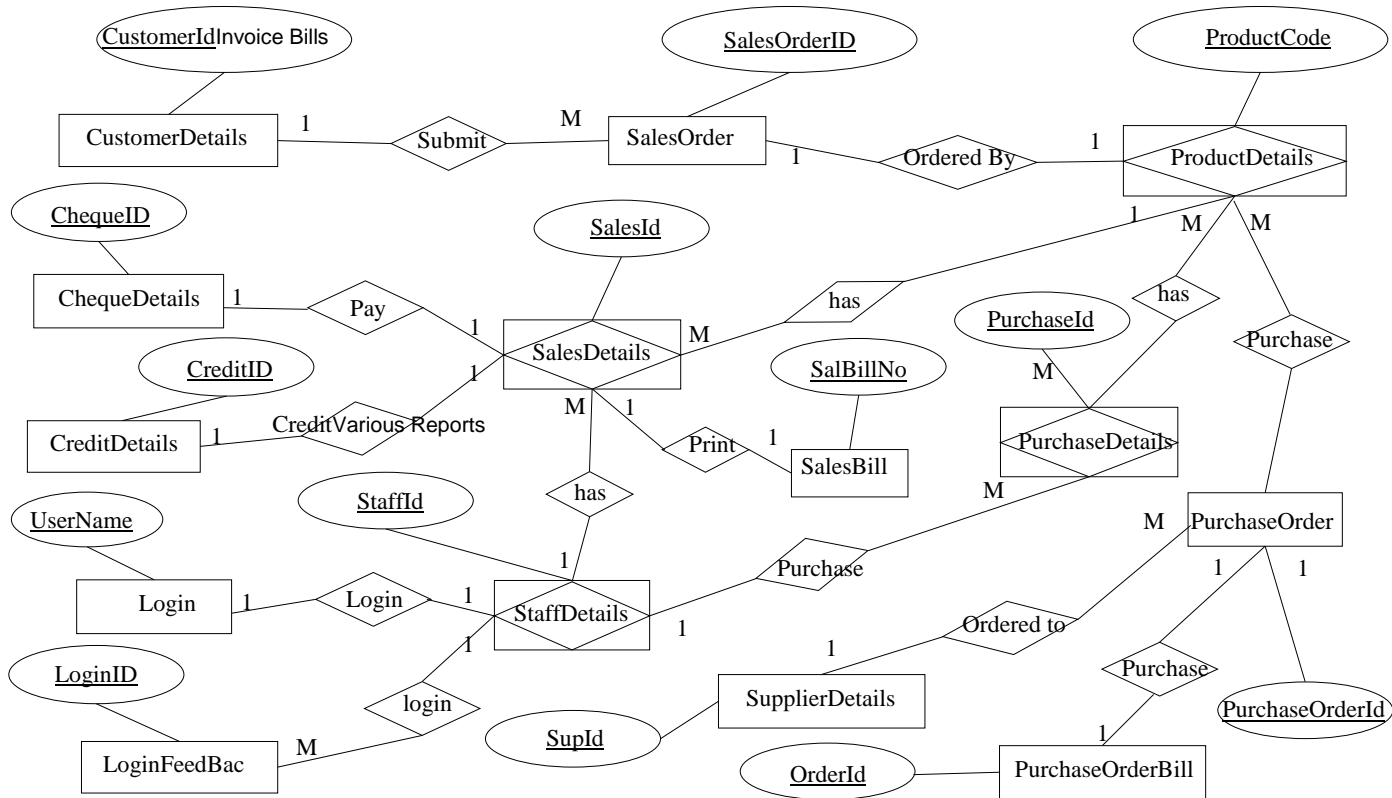 CustomerIdInvoice Bills
SalesOrderID
ProductCode
1
M
CustomerDetails
Submit
SalesOrder
1
Ordered By
1
ProductDetails
ChequeID
SalesId
1
M
M
ChequeDetails
1
Pay
1
has
has
PurchaseId
SalesDetails
M
Purchase
CreditID
1
SalBillNo
M
M
1
CreditVarious Reports
CreditDetails
1
Print
1
SalesBill
PurchaseDetails
has
M
StaffId
UserName
M
PurchaseOrder
1
Purchase
1
1
Login
1
Login
1
StaffDetails
1
Ordered to
1
1
LoginID
login
SupplierDetails
Purchase
PurchaseOrderId
M
SupId
1
LoginFeedBac
OrderId
PurchaseOrderBill